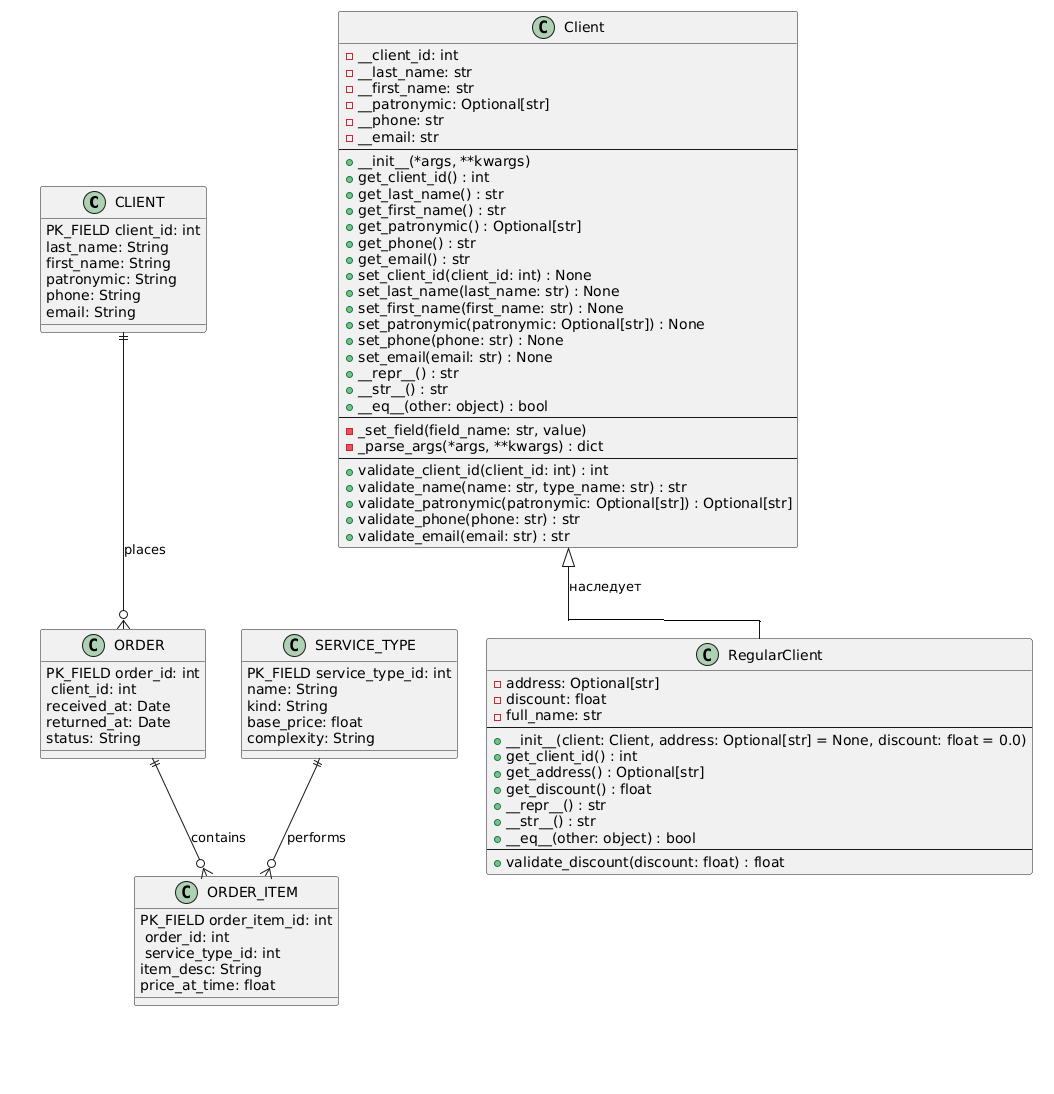 C Client
__client_id: int
__last_name: str
__first_name: str
__patronymic: Optional[str]
__phone: str
__email: str
__init__(*args, **kwargs)
get_client_id() : int
get_last_name() : str
get_first_name() : str
get_patronymic() : Optional[str]
get_phone() : str
get_email() : str
set_client_id(client_id: int) : None
set_last_name(last_name: str) : None
set_first_name(first_name: str) : None
set_patronymic(patronymic: Optional[str]) : None
set_phone(phone: str) : None
set_email(email: str) : None
__repr__() : str
__str__() : str
__eq__(other: object) : bool
_set_field(field_name: str, value)
_parse_args(*args, **kwargs) : dict
validate_client_id(client_id: int) : int
validate_name(name: str, type_name: str) : str
validate_patronymic(patronymic: Optional[str]) : Optional[str]
validate_phone(phone: str) : str
validate_email(email: str) : str
C CLIENT
PK_FIELD client_id: int
last_name: String
first_name: String
patronymic: String
phone: String
email: String
places
наследует
C ORDER
PK_FIELD order_id: int
client_id: int
received_at: Date
returned_at: Date
status: String
C SERVICE_TYPE
PK_FIELD service_type_id: int
name: String
kind: String
base_price: float
complexity: String
C RegularClient
address: Optional[str]
discount: float
full_name: str
__init__(client: Client, address: Optional[str] = None, discount: float = 0.0)
get_client_id() : int
get_address() : Optional[str]
get_discount() : float
__repr__() : str
__str__() : str
__eq__(other: object) : bool
validate_discount(discount: float) : float
contains
performs
C ORDER_ITEM
PK_FIELD order_item_id: int
order_id: int
service_type_id: int
item_desc: String
price_at_time: float